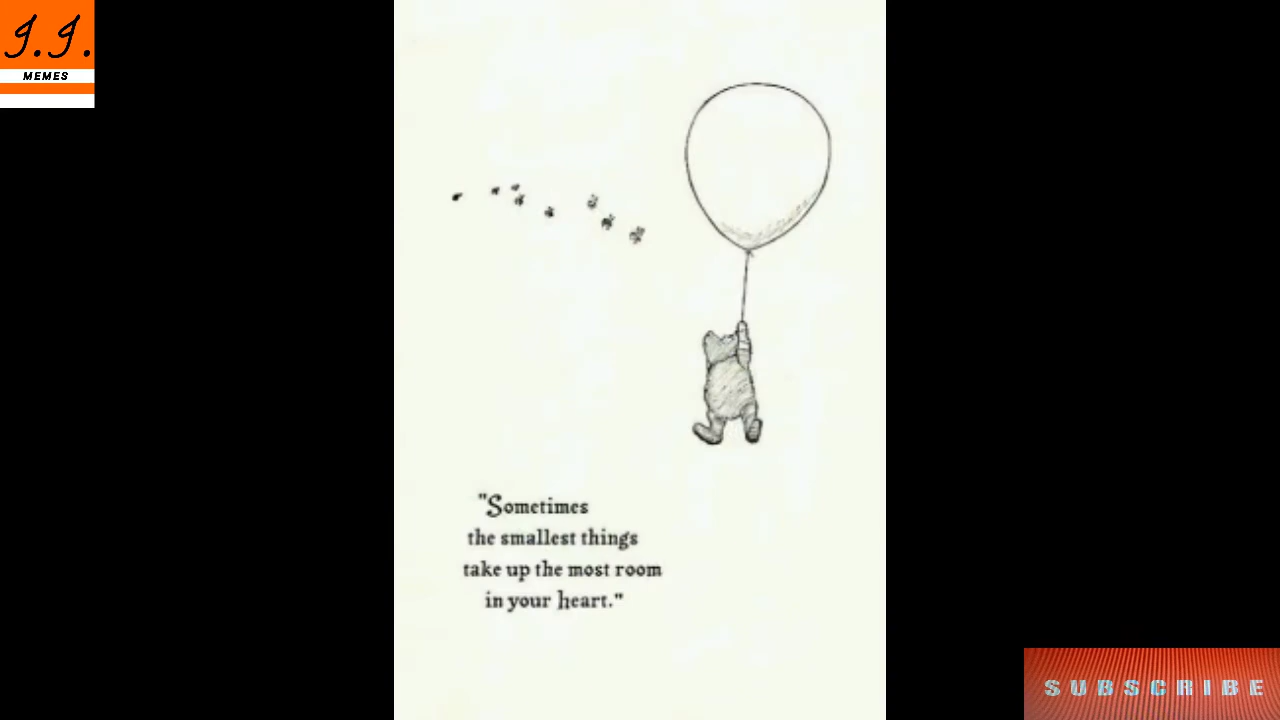 J.J.
MEMES
"Sometimes
the smallest things
take up the most room
in your heart."
SUBSCRIBE